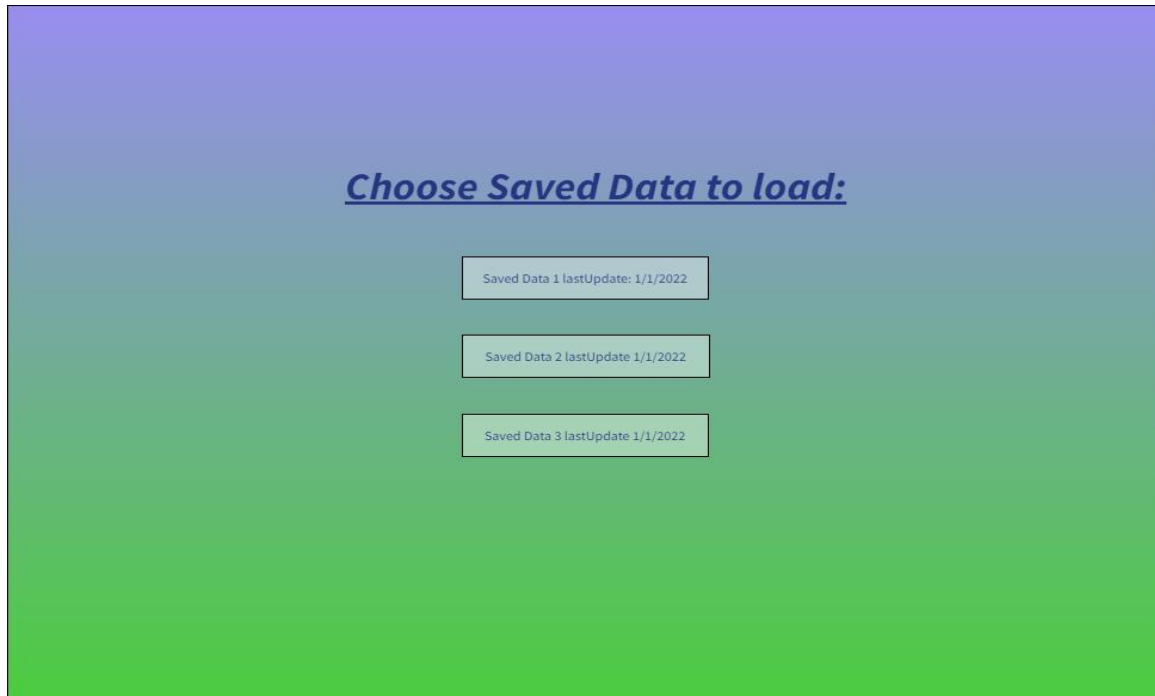 Choose Saved Data to load:
Saved Data 1 lastUpdate: 1/1/2022
Saved Data 2 lastUpdate 1/1/2022
Saved Data 3 lastUpdate 1/1/2022